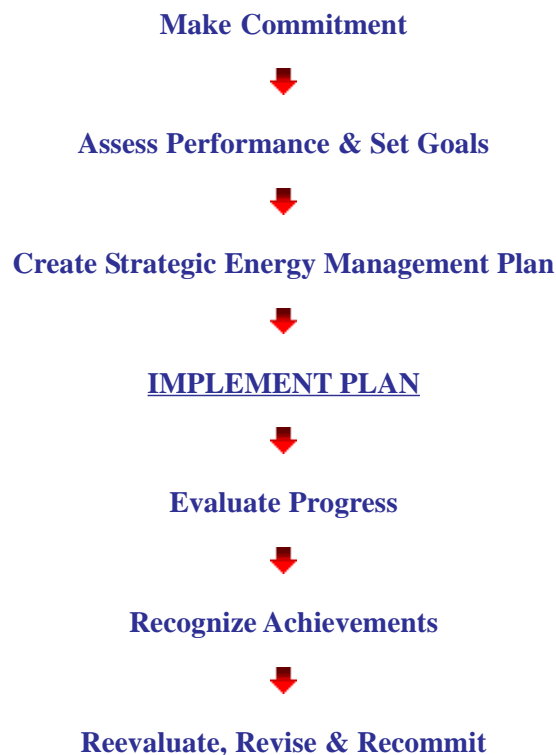 Make Commitment
Assess Performance & Set Goals
Create Strategic Energy Management Plan
IMPLEMENT PLAN
Evaluate Progress
Recognize Achievements
Reevaluate, Revise & Recommit